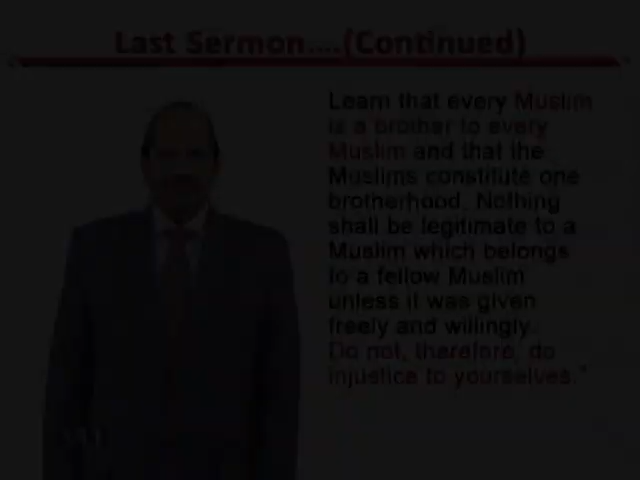 Last Sermon....(Continued)
Learn that every Muslim
is a brother to every
Muslim and that the
Muslims constitute one
brotherhood. Nothing
shall be legitimate to a
Muslim which belongs
to a fellow Muslim
unless it was given
freely and willingly.
Do not, therefore, do
injustice to yourselves."